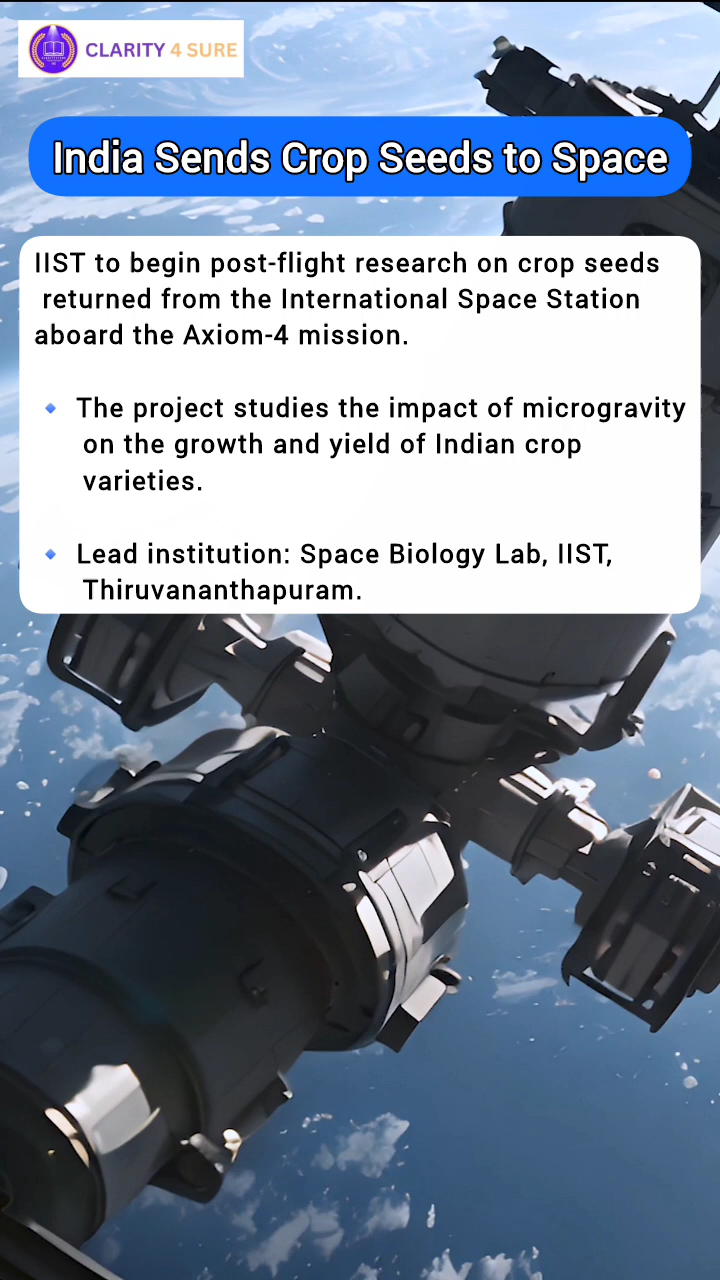 CLARITY 4 SURE
India Sends Crop Seeds to Space
IIST to begin post-flight research on crop seeds
returned from the International Space Station
aboard the Axiom-4 mission.
🔹 The project studies the impact of microgravity
on the growth and yield of Indian crop
varieties.
🔹 Lead institution: Space Biology Lab, IIST,
Thiruvananthapuram.